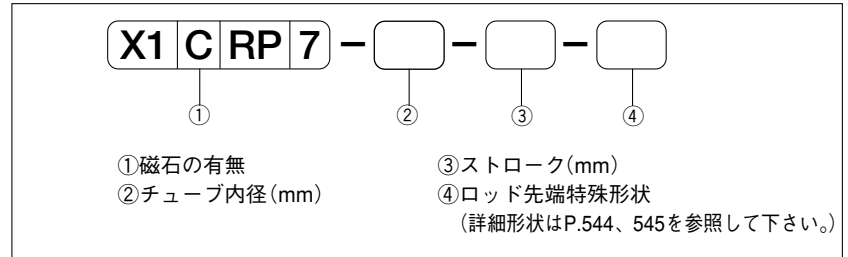 X1 C RP 7 － － －
① ② ③ ④
①磁石の有無 ③ストローク(mm)
②チューブ内径(mm) ④ロッド先端特殊形状
(詳細形状はP.544、545を参照して下さい。)